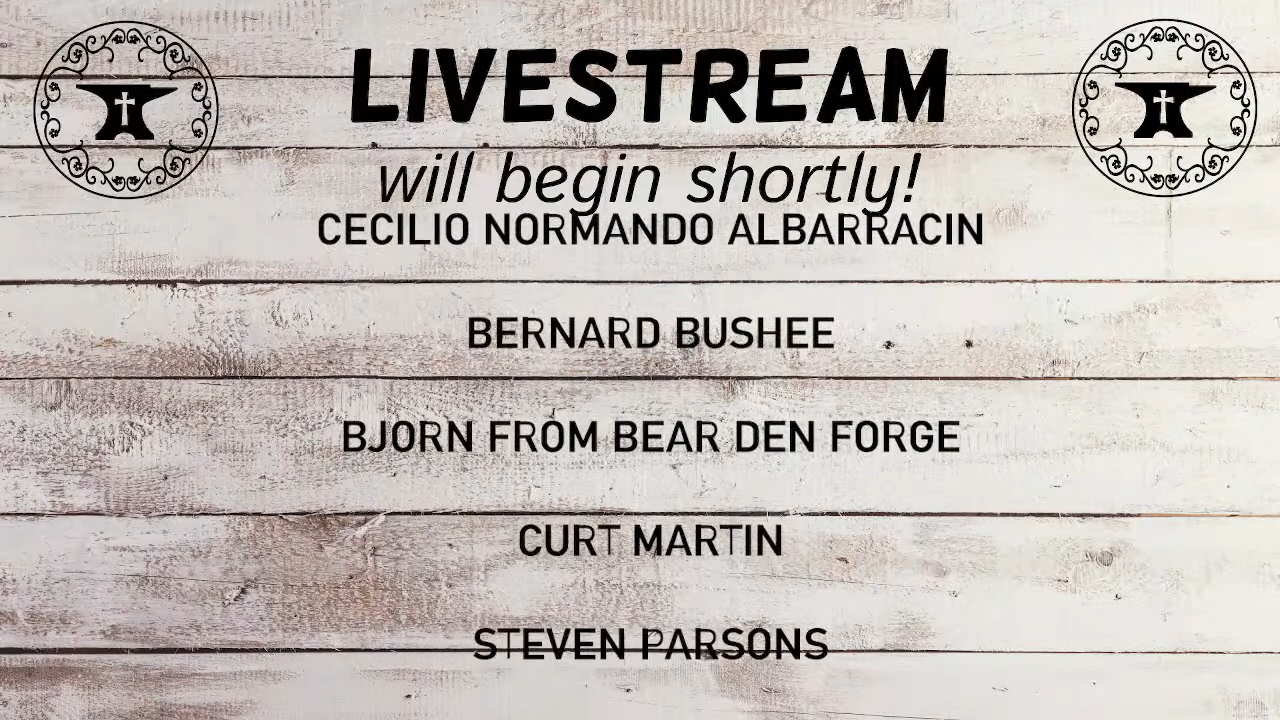 LIVESTREAM
will begin shortly!
CECILIO NORMANDO ALBARRACIN
BERNARD BUSHEE
BJORN FROM BEAR DEN FORGE
CURT MARTIN
STEVEN PARSONS